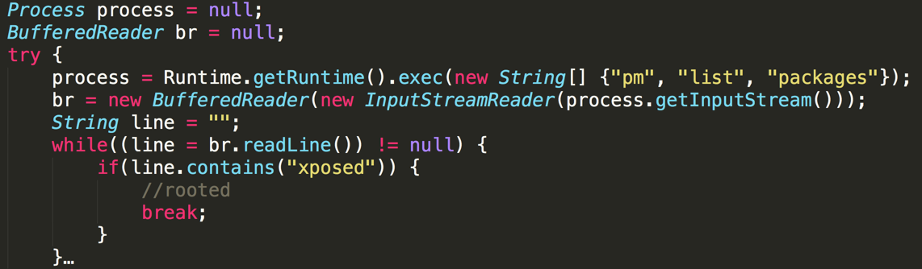 Process process = null;
BufferedReader br = null;
try {
    process = Runtime.getRuntime().exec(new String[] {"pm", "list", "packages"});
    br = new BufferedReader(new InputStreamReader(process.getInputStream()));
    String line = "";
    while((line = br.readLine()) != null) {
        if(line.contains("xposed")) {
            //rooted
            break;
        }
    }…